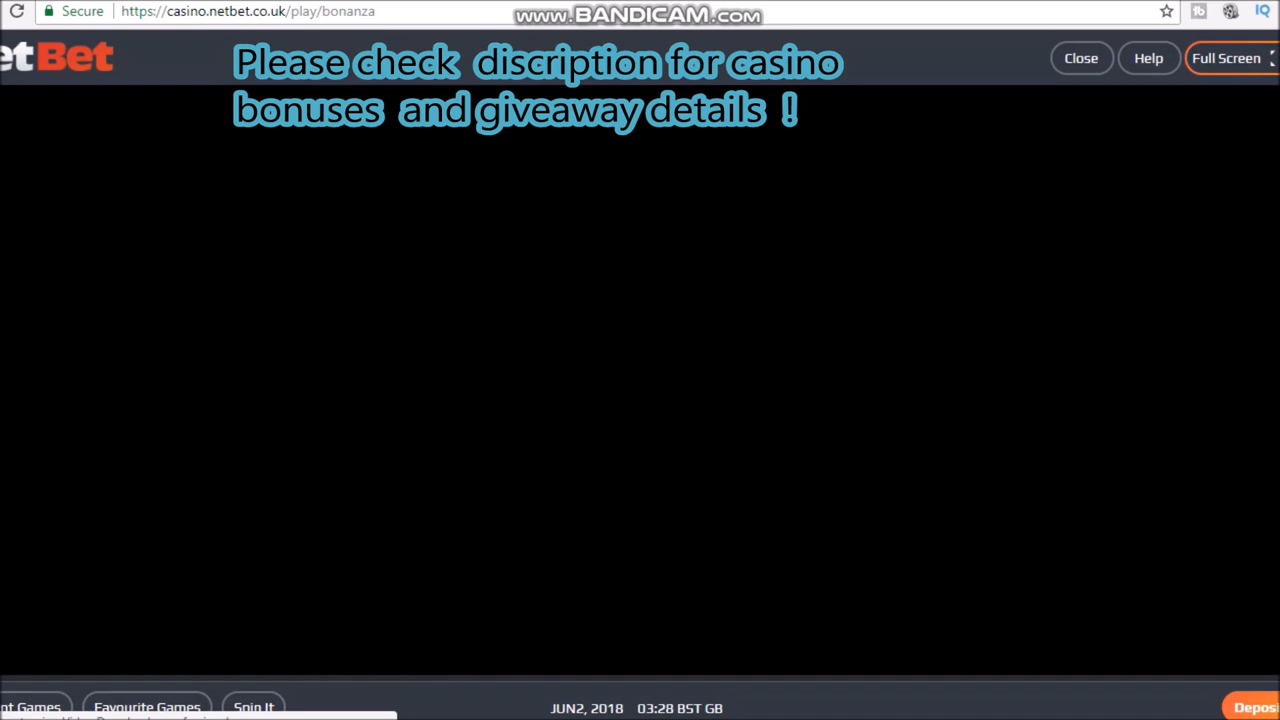 Secure https://casino.netbet.co.uk/play/bonanza
www.BANDICAM.com
etBet
Please check discription for casino
bonuses and giveaway details !
Close Help Full Screen
nt Games Favourite Games Spin It
JUN2, 2018 03:28 BST GB
Depos